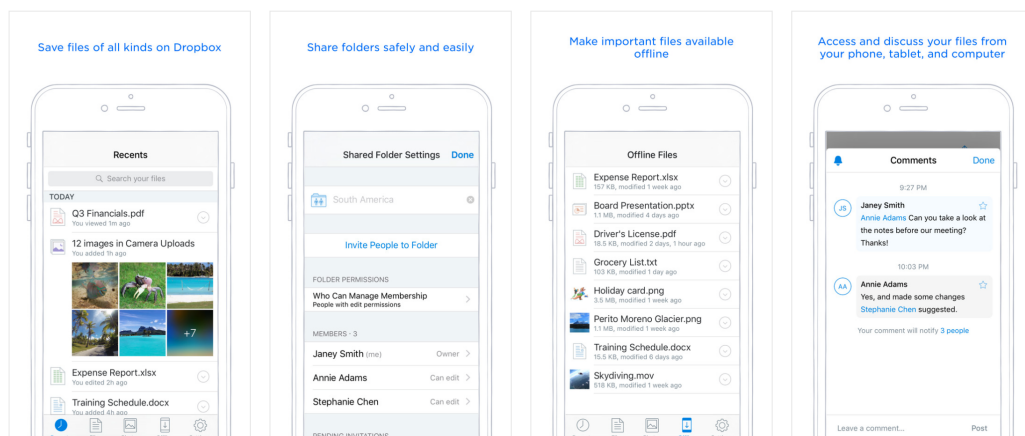 Save files of all kinds on Dropbox
Recents
Search your files
TODAY
Q3 Financials.pdf
You viewed 1m ago
12 images in Camera Uploads
You added 1h ago
+7
Expense Report.xlsx
You edited 2h ago
Training Schedule.docx
You added 4h ago
Share folders safely and easily
Shared Folder Settings Done
South America
Invite People to Folder
FOLDER PERMISSIONS
Who Can Manage Membership
People with edit permissions
MEMBERS · 3
Janey Smith (me) Owner
Annie Adams Can edit
Stephanie Chen Can edit
PENDING INVITATIONS
Make important files available
offline
Offline Files
Expense Report.xlsx
157 KB, modified 1 week ago
Board Presentation.pptx
1.1 MB, modified 4 days ago
Driver's License.pdf
18.5 KB, modified 2 days, 1 hour ago
Grocery List.txt
103 KB, modified 1 day ago
Holiday card.png
3.5 MB, modified 1 week ago
Perito Moreno Glacier.png
1.1 MB, modified 1 week ago
Training Schedule.docx
15.5 KB, modified 6 days ago
Skydiving.mov
518 KB, modified 1 week ago
Access and discuss your files from
your phone, tablet, and computer
Comments Done
9:27 PM
JS
Janey Smith
Annie Adams Can you take a look at
the notes before our meeting?
Thanks!
10:03 PM
AA
Annie Adams
Yes, and made some changes
Stephanie Chen suggested.
Your comment will notify 3 people
Leave a comment... Post